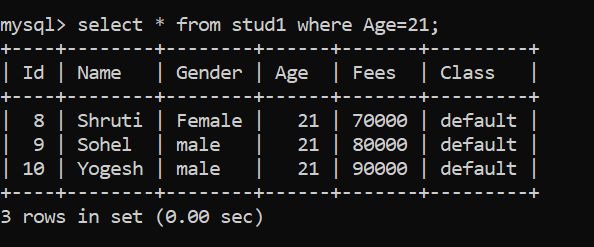 mysql> select * from stud1 where Age=21;
+----+--------+--------+------+-------+---------+
| Id | Name   | Gender | Age  | Fees  | Class   |
+----+--------+--------+------+-------+---------+
|  8 | Shruti | Female |   21 | 70000 | default |
|  9 | Sohel  | male   |   21 | 80000 | default |
| 10 | Yogesh | male   |   21 | 90000 | default |
+----+--------+--------+------+-------+---------+
3 rows in set (0.00 sec)